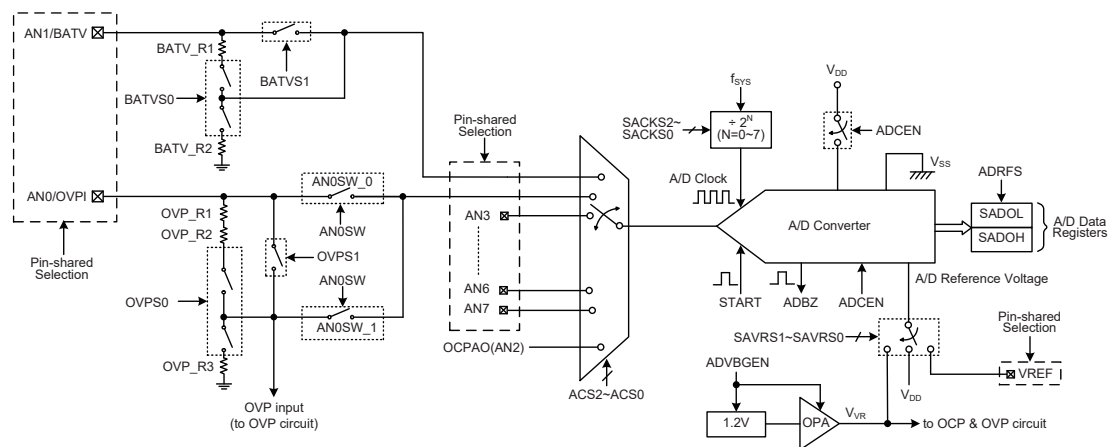 AN1/BATV
BATV_R1
BATVS1
BATVS0
BATV_R2
AN0/OVPI
Pin-shared
Selection
OVP_R1
OVP_R2
AN0SW_0
AN0SW
OVPS1
AN0SW
OVPS0
AN0SW_1
OVP_R3
OVP input
(to OVP circuit)
Pin-shared
Selection
AN3
AN6
AN7
OCPAO(AN2)
ACS2~ACS0
fSYS
SACKS2~
SACKS0
÷ 2^N
(N=0~7)
A/D Clock
VDD
ADCEN
VSS
A/D Converter
ADRFS
SADOL
SADOH
A/D Data
Registers
START
ADBZ
ADCEN
A/D Reference Voltage
SAVRS1~SAVRS0
Pin-shared
Selection
VREF
VDD
ADVBGEN
1.2V
OPA
VVR
to OCP & OVP circuit